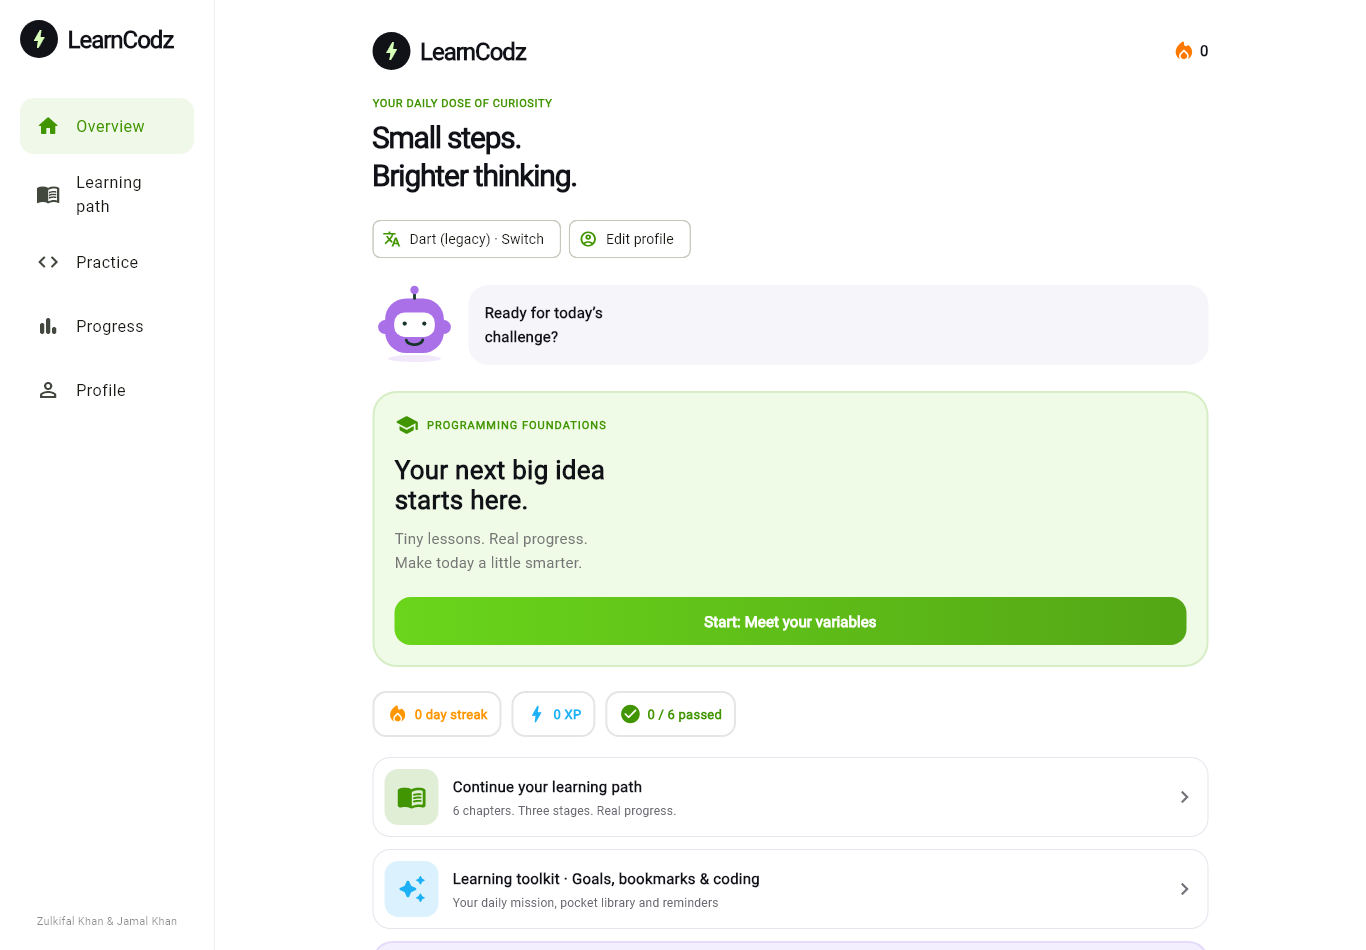 LearnCodz
Overview
Learning
path
Practice
Progress
Profile
Zulkifal Khan & Jamal Khan
LearnCodz
0
YOUR DAILY DOSE OF CURIOSITY
Small steps.
Brighter thinking.
Dart (legacy) · Switch
Edit profile
Ready for today’s
challenge?
PROGRAMMING FOUNDATIONS
Your next big idea
starts here.
Tiny lessons. Real progress.
Make today a little smarter.
Start: Meet your variables
0 day streak
0 XP
0 / 6 passed
Continue your learning path
6 chapters. Three stages. Real progress.
Learning toolkit · Goals, bookmarks & coding
Your daily mission, pocket library and reminders